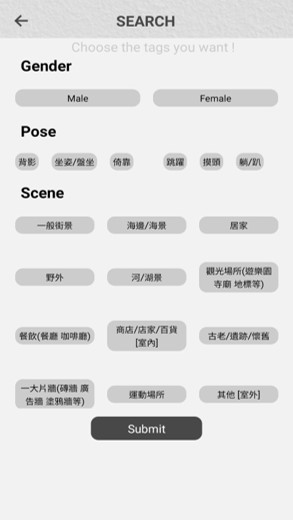 SEARCH
Choose the tags you want !
Gender
Male Female
Pose
背影 坐姿/盤坐 倚靠 跳躍 摸頭 躺/趴
Scene
一般街景 海邊/海景 居家
野外 河/湖景 觀光場所(遊樂園
寺廟 地標等)
餐飲(餐廳 咖啡廳) 商店/店家/百貨
[室內] 古老/遺跡/懷舊
一大片牆(磚牆 廣
告牆 塗鴉牆等) 運動場所 其他 [室外]
Submit